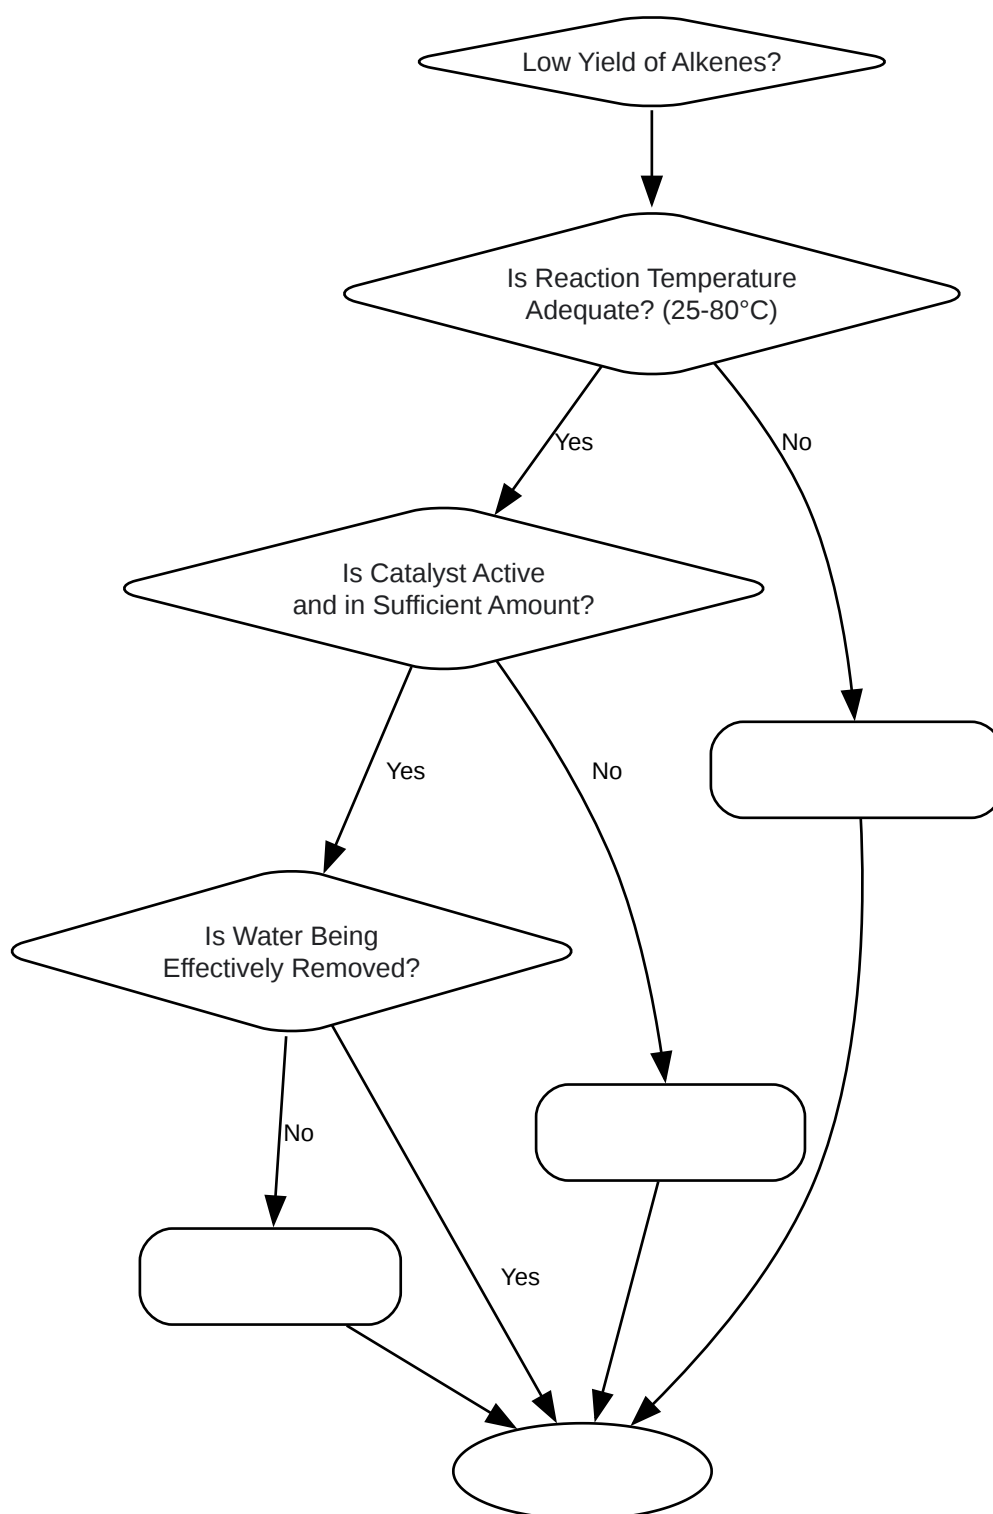 Low Yield of Alkenes?
Is Reaction Temperature
Adequate? (25-80°C)
Yes
No
Is Catalyst Active
and in Sufficient Amount?
Yes
No
Is Water Being
Effectively Removed?
No
Yes